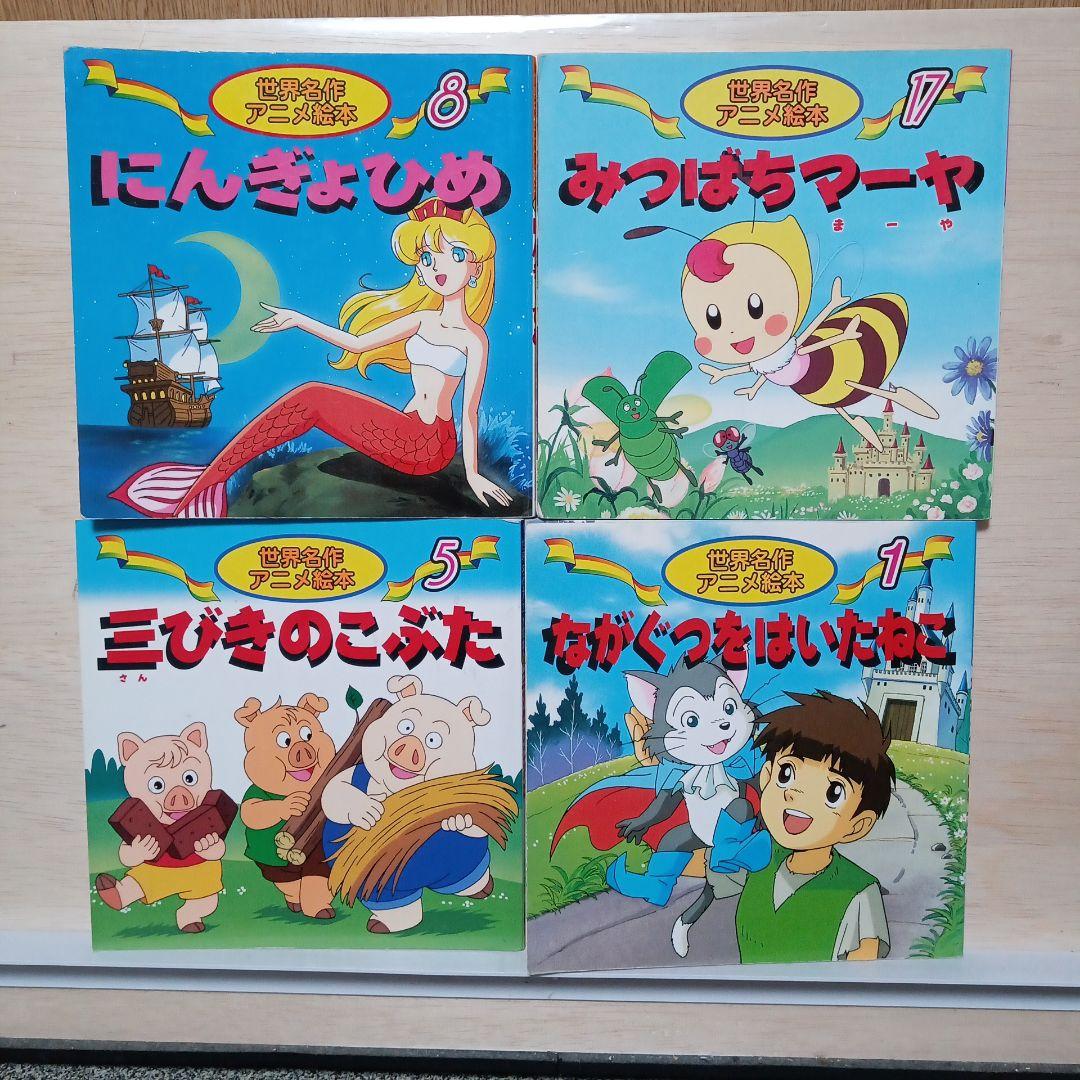 世界名作
アニメ絵本
8
にんぎょひめ
世界名作
アニメ絵本
17
みつばちマーヤ
まーや
世界名作
アニメ絵本
5
三びきのこぶた
さん
世界名作
アニメ絵本
1
ながぐつをはいたねこ